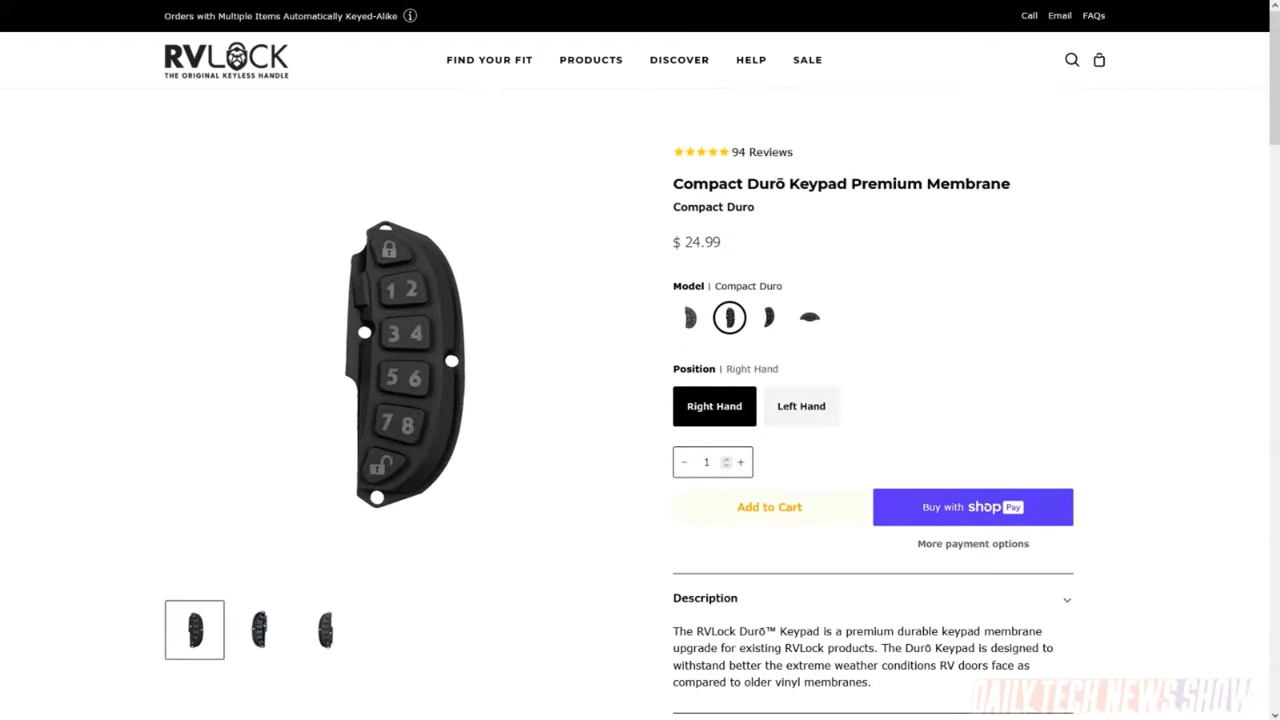 Orders with Multiple Items Automatically Keyed-Alike
Call Email FAQs
RVLOCK
THE ORIGINAL KEYLESS HANDLE
FIND YOUR FIT PRODUCTS DISCOVER HELP SALE
94 Reviews
Compact Durō Keypad Premium Membrane
Compact Duro
$ 24.99
Model | Compact Duro
Position | Right Hand
Right Hand Left Hand
- 1 +
Add to Cart Buy with shop Pay
More payment options
Description
The RVLock Durō™ Keypad is a premium durable keypad membrane
upgrade for existing RVLock products. The Durō Keypad is designed to
withstand better the extreme weather conditions RV doors face as
compared to older vinyl membranes.
1 2
3 4
5 6
7 8
DAILY TECH NEWS SHOW